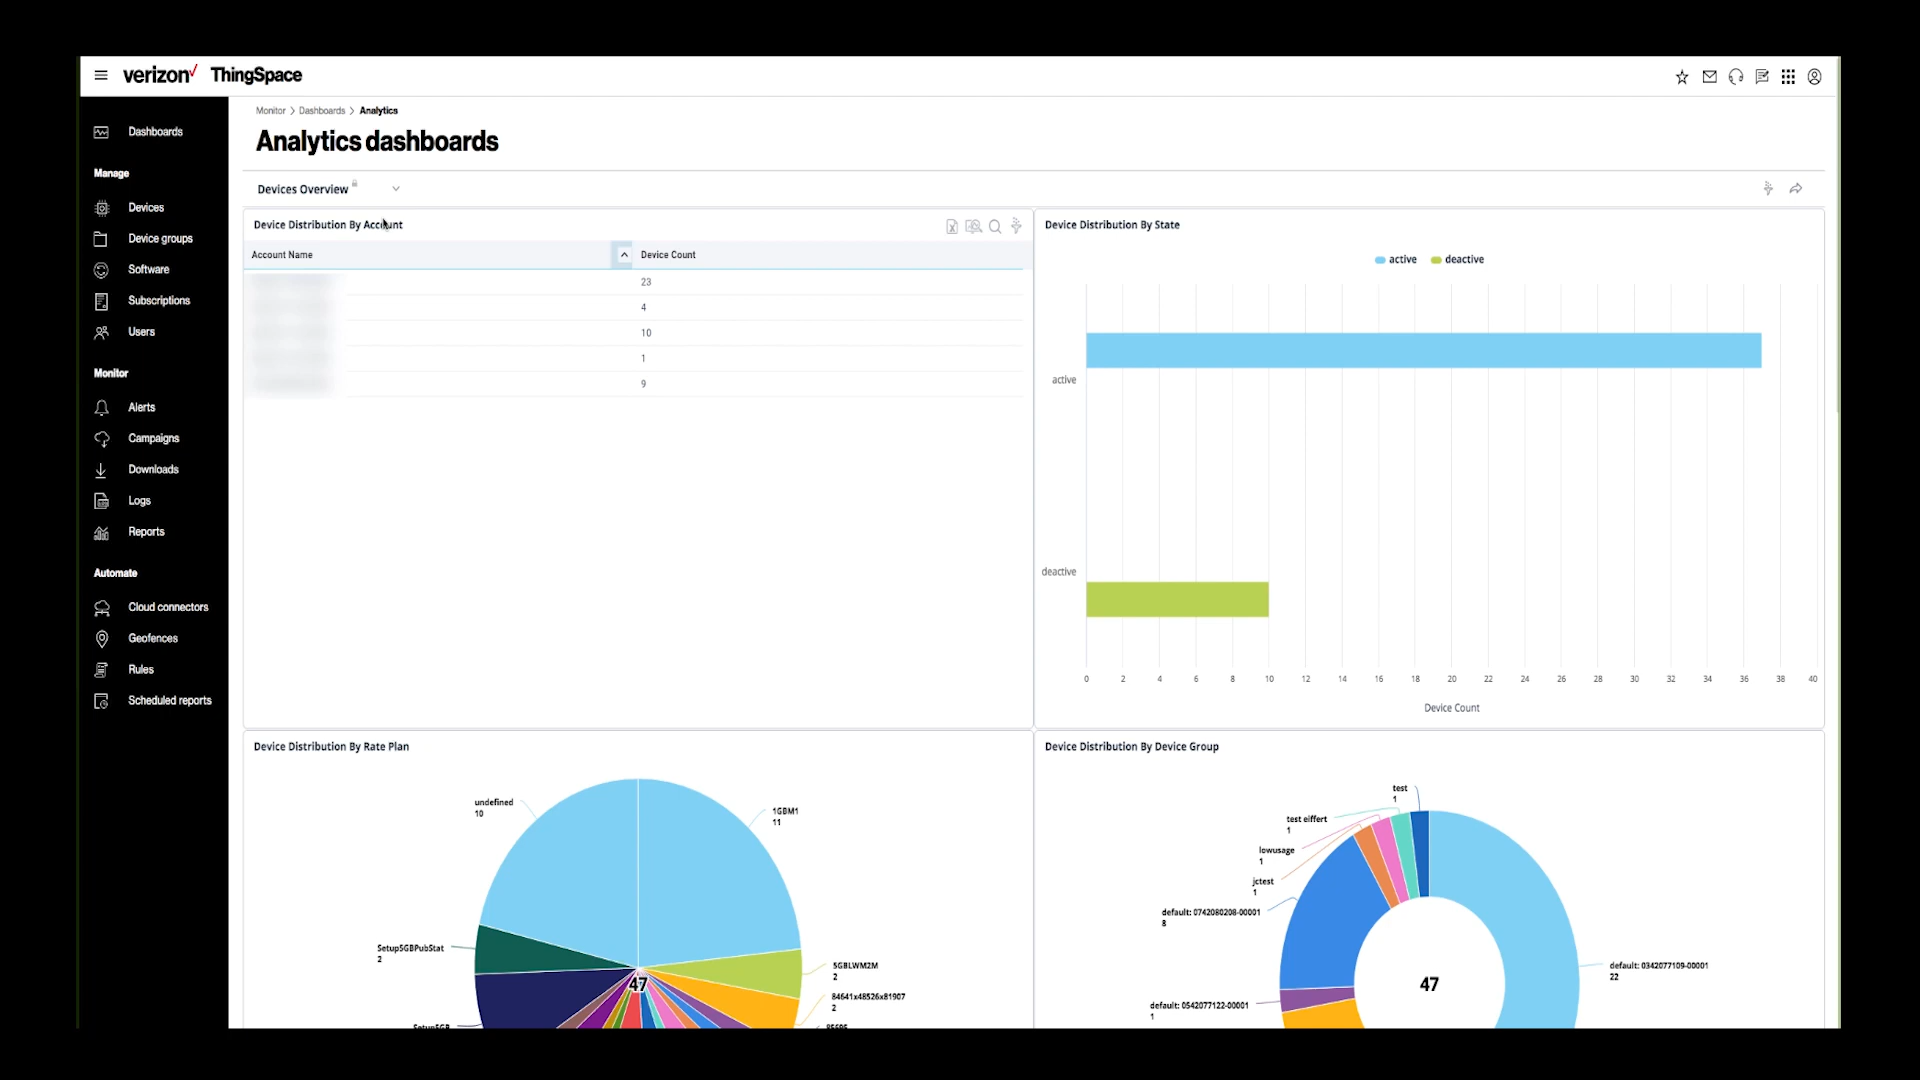 verizon ThingSpace
Dashboards
Manage
Devices
Device groups
Software
Subscriptions
Users
Monitor
Alerts
Campaigns
Downloads
Logs
Reports
Automate
Cloud connectors
Geofences
Rules
Scheduled reports
Monitor > Dashboards > Analytics
Analytics dashboards
Devices Overview
Device Distribution By Account
Account Name
Device Count
23
4
10
1
9
Device Distribution By State
active
deactive
active
deactive
0 2 4 6 8 10 12 14 16 18 20 22 24 26 28 30 32 34 36 38 40
Device Count
Device Distribution By Rate Plan
undefined
10
1GBM1
11
Setup5GBPubStat
2
5GBLWM2M
2
84641x48526x81907
2
47
Device Distribution By Device Group
test
1
test eiffert
1
lowusage
1
jctest
1
default: 0742080208-00001
8
default: 0342077109-00001
22
default: 0542077122-00001
1
47